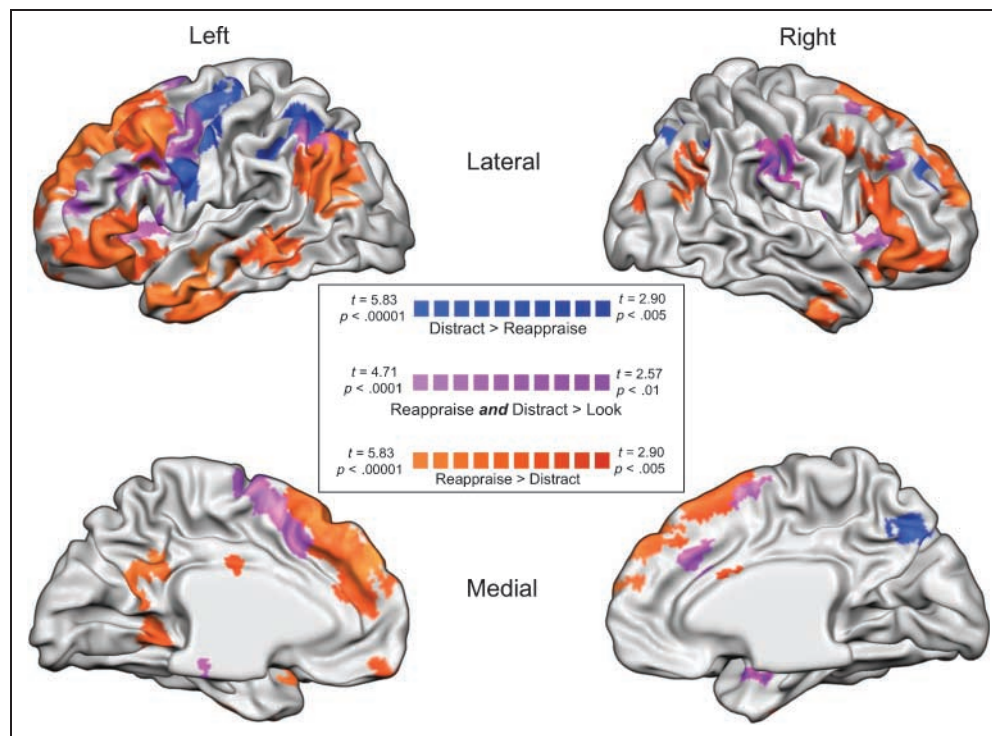 Left
Right
Lateral
t = 5.83
p < .00001
t = 2.90
p < .005
Distract > Reappraise
t = 4.71
p < .0001
t = 2.57
p < .01
Reappraise and Distract > Look
t = 5.83
p < .00001
t = 2.90
p < .005
Reappraise > Distract
Medial